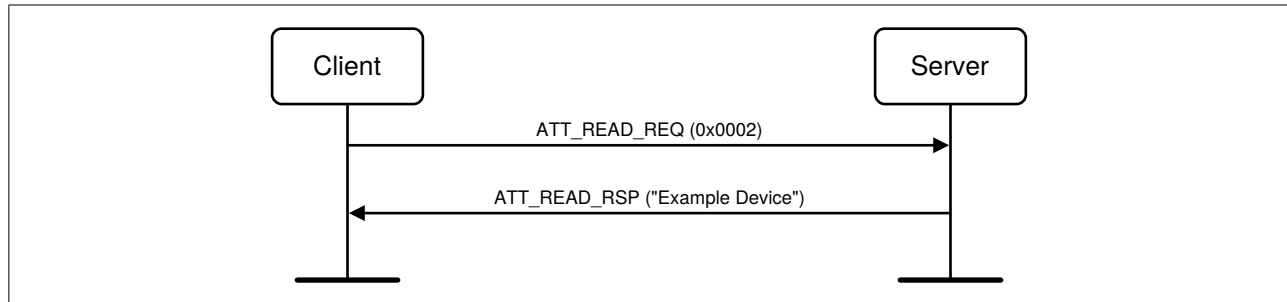 Client
Server
ATT_READ_REQ (0x0002)
ATT_READ_RSP ("Example Device")